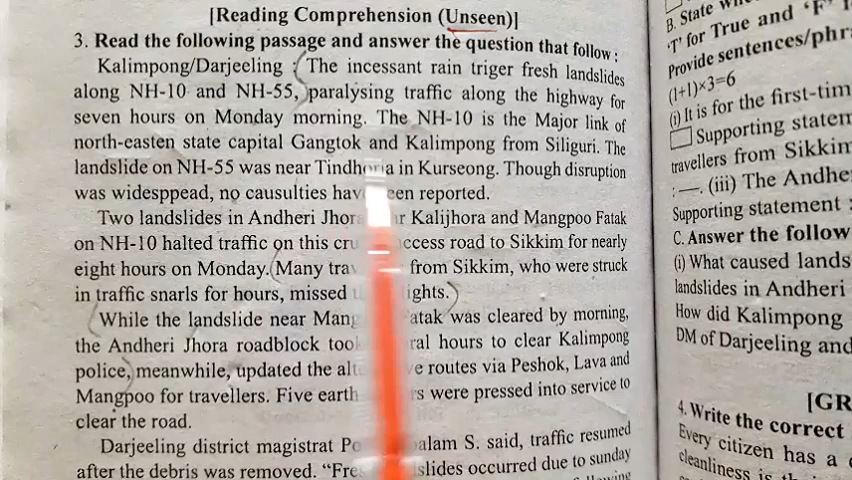 [Reading Comprehension (Unseen)]
3. Read the following passage and answer the question that follow :
Kalimpong/Darjeeling : The incessant rain triger fresh landslides
along NH-10 and NH-55, paralysing traffic along the highway for
seven hours on Monday morning. The NH-10 is the Major link of
north-easten state capital Gangtok and Kalimpong from Siliguri. The
landslide on NH-55 was near Tindhoria in Kurseong. Though disruption
was widesppead, no causulties hav een reported.
Two landslides in Andheri Jhora r Kalijhora and Mangpoo Fatak
on NH-10 halted traffic on this cru ccess road to Sikkim for nearly
eight hours on Monday. (Many tra from Sikkim, who were struck
in traffic snarls for hours, missed ights.)
While the landslide near Mang atak was cleared by morning,
the Andheri Jhora roadblock too ral hours to clear Kalimpong
police, meanwhile, updated the alt e routes via Peshok, Lava and
Mangpoo for travellers. Five earth rs were pressed into service to
clear the road.
Darjeeling district magistrat Po alam S. said, traffic resumed
after the debris was removed. "Fre slides occurred due to sunday
B. State
'T' for True and 'F'
Provide sentences/phr
(1+1)×3=6
(i) It is for the first-tim
Supporting statem
travellers from Sikkim
: —. (iii) The Andhe
Supporting statement :
C. Answer the follow
(i) What caused lands
landslides in Andheri
How did Kalimpong
DM of Darjeeling and
[GR
4. Write the correct
Every citizen has a
cleanliness is th